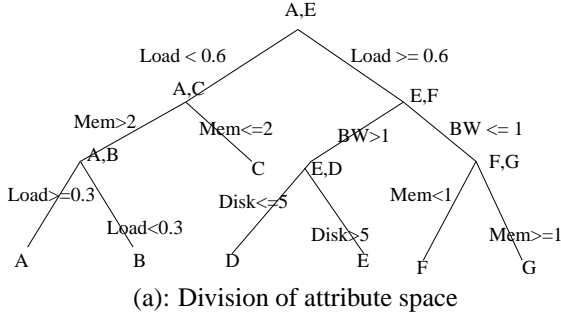 A,E
Load < 0.6
Load >= 0.6
A,C
E,F
Mem>2
Mem<=2
BW>1
BW <= 1
A,B
C
E,D
F,G
Load>=0.3
Load<0.3
Disk<=5
Disk>5
Mem<1
Mem>=1
A
B
D
E
F
G
(a): Division of attribute space